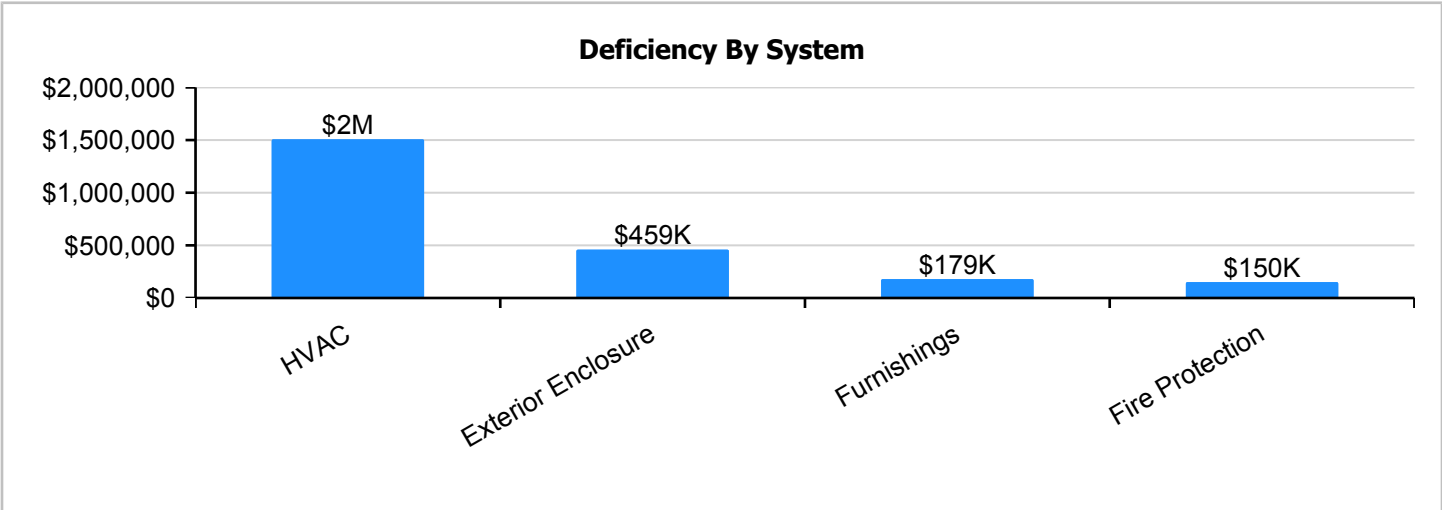 Deficiency By System
$2,000,000
$1,500,000
$1,000,000
$500,000
$0
$2M
$459K
$179K
$150K
HVAC
Exterior Enclosure
Furnishings
Fire Protection